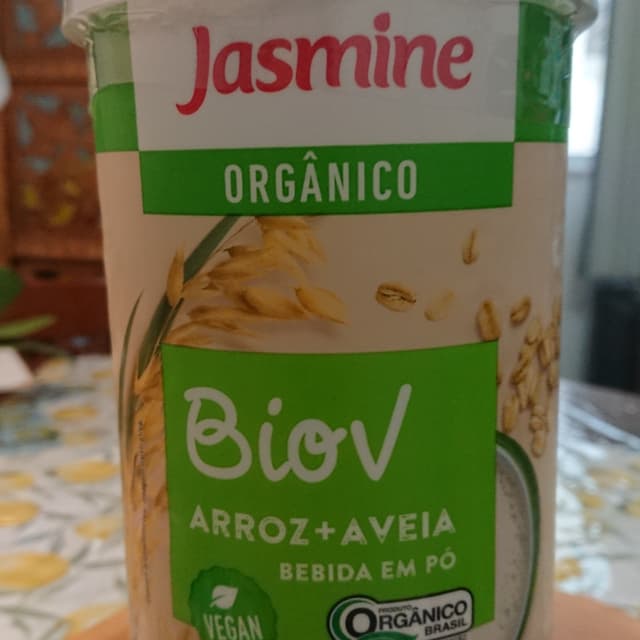 Jasmine
ORGÂNICO
BioV
ARROZ+AVEIA
BEBIDA EM PÓ
VEGAN
PRODUTO
ORGÂNICO
BRASIL